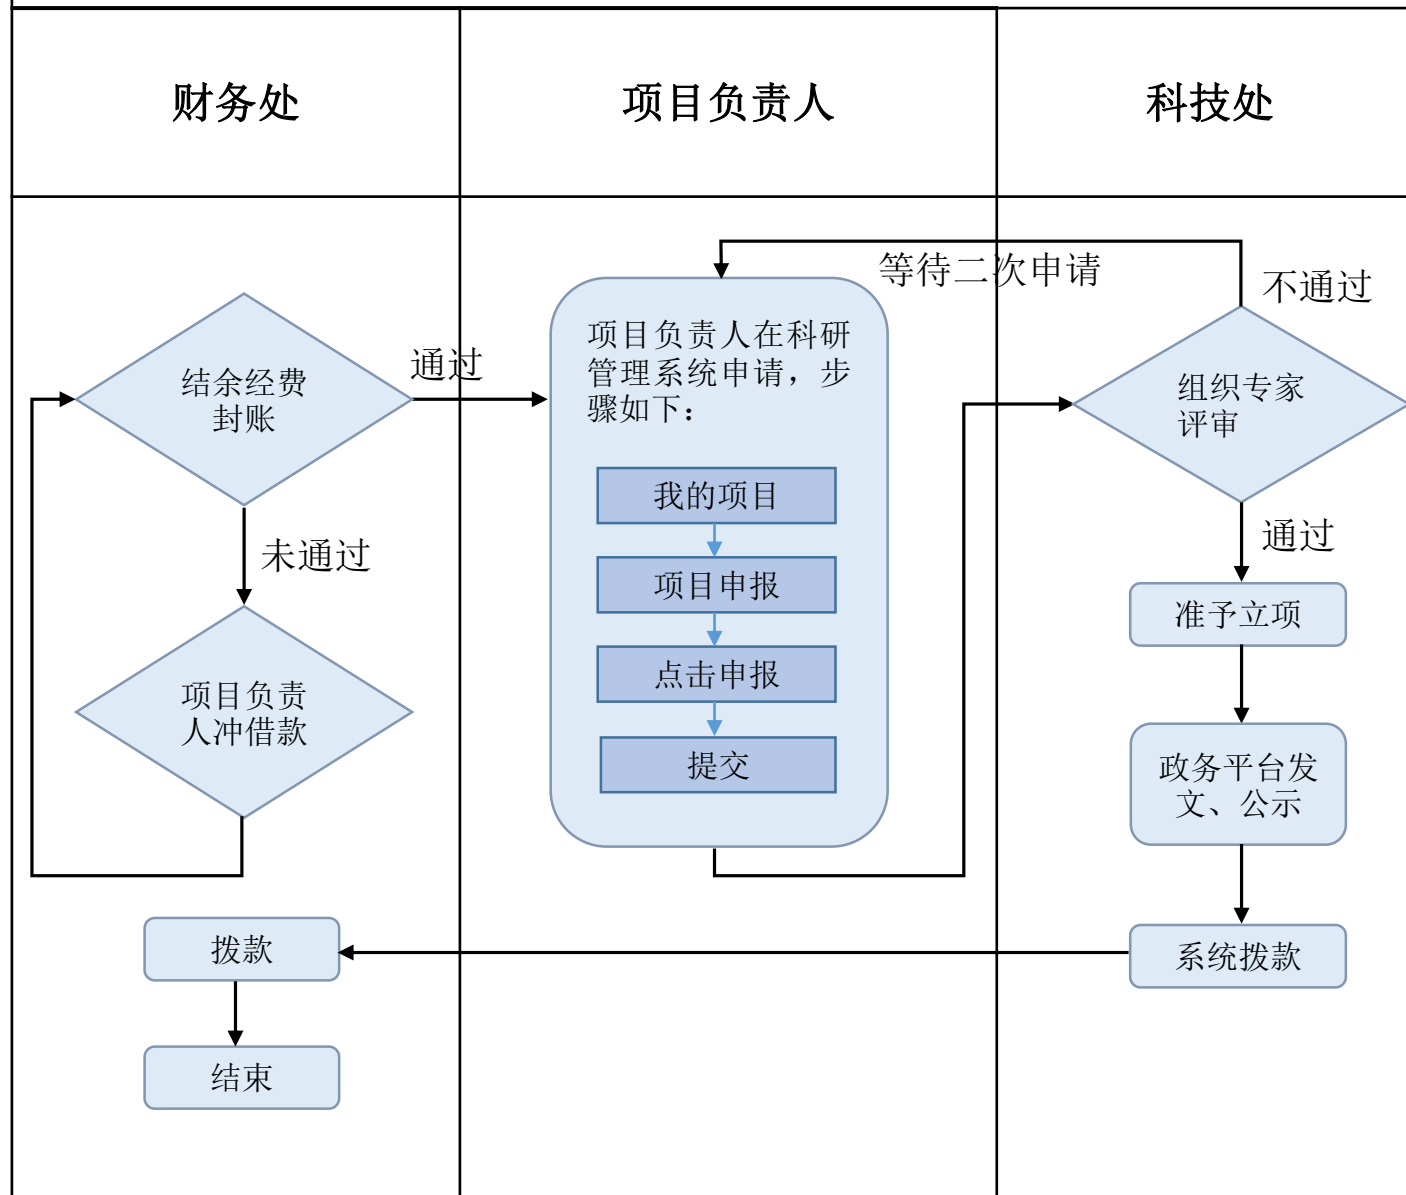 财务处
项目负责人
科技处
结余经费
封账
通过
未通过
项目负责
人冲借款
拨款
结束
等待二次申请
项目负责人在科研
管理系统申请，步
骤如下：
我的项目
项目申报
点击申报
提交
不通过
组织专家
评审
通过
准予立项
政务平台发
文、公示
系统拨款